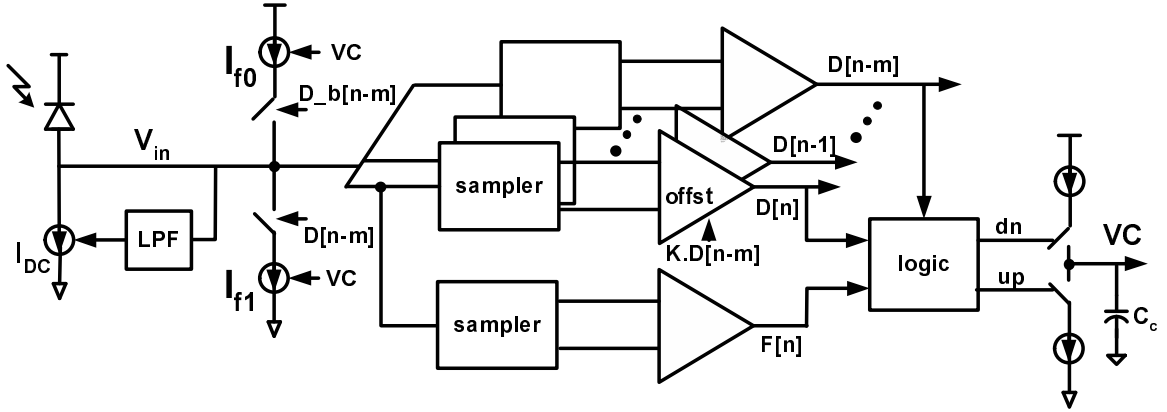 I_f0
VC
D_b[n-m]
V_in
LPF
I_DC
D[n-m]
I_f1
VC
sampler
sampler
offst
K.D[n-m]
D[n-m]
D[n-1]
D[n]
F[n]
logic
dn
up
VC
C_c